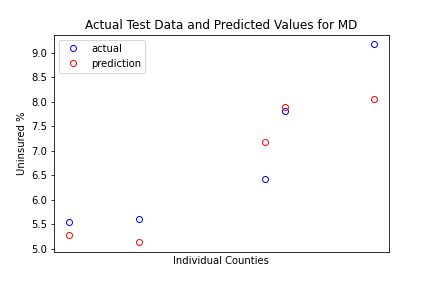 Actual Test Data and Predicted Values for MD
actual
prediction
9.0
8.5
8.0
7.5
7.0
6.5
6.0
5.5
5.0
Uninsured %
Individual Counties